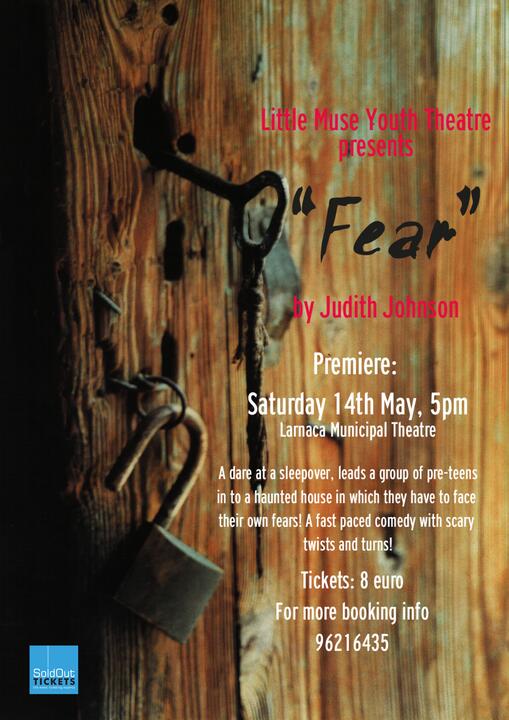 Little Muse Youth Theatre
presents
"Fear"
by Judith Johnson
Premiere:
Saturday 14th May, 5pm
Larnaca Municipal Theatre
A dare at a sleepover, leads a group of pre-teens
in to a haunted house in which they have to face
their own fears! A fast paced comedy with scary
twists and turns!
Tickets: 8 euro
For more booking info
96216435
SoldOut
TICKETS